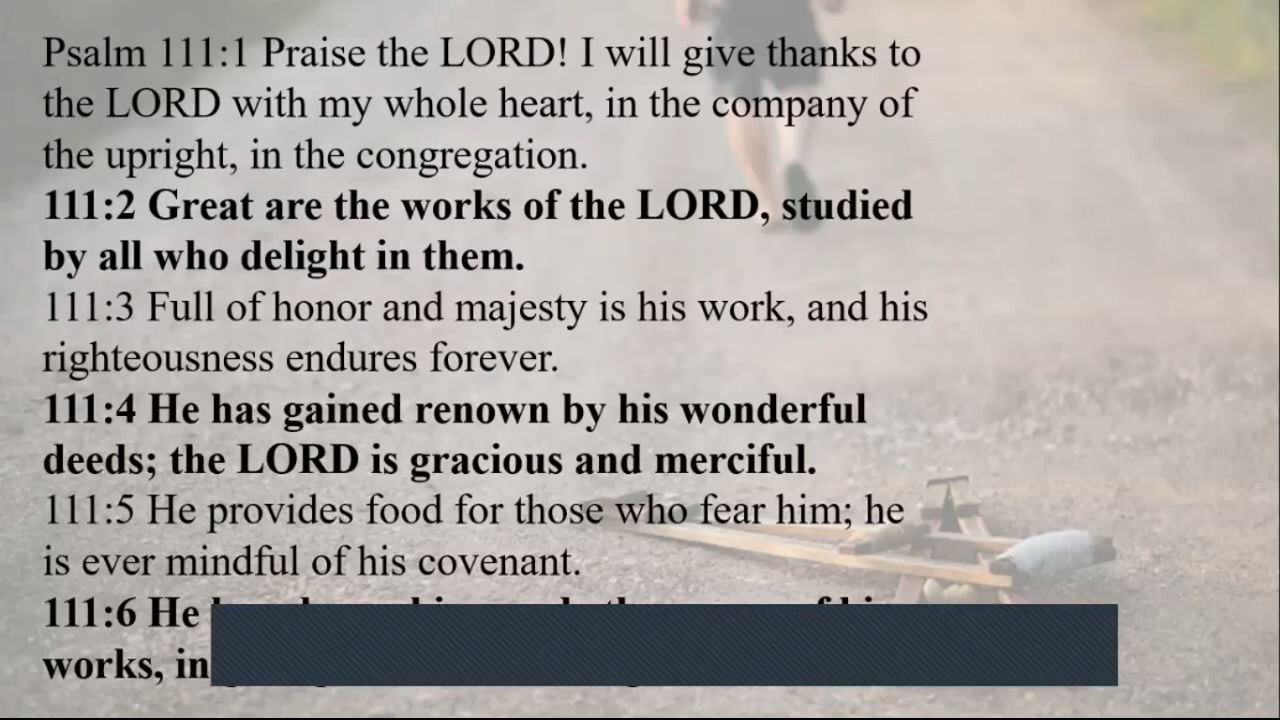 Psalm 111:1 Praise the LORD! I will give thanks to
the LORD with my whole heart, in the company of
the upright, in the congregation.
111:2 Great are the works of the LORD, studied
by all who delight in them.
111:3 Full of honor and majesty is his work, and his
righteousness endures forever.
111:4 He has gained renown by his wonderful
deeds; the LORD is gracious and merciful.
111:5 He provides food for those who fear him; he
is ever mindful of his covenant.
111:6 He
works, in